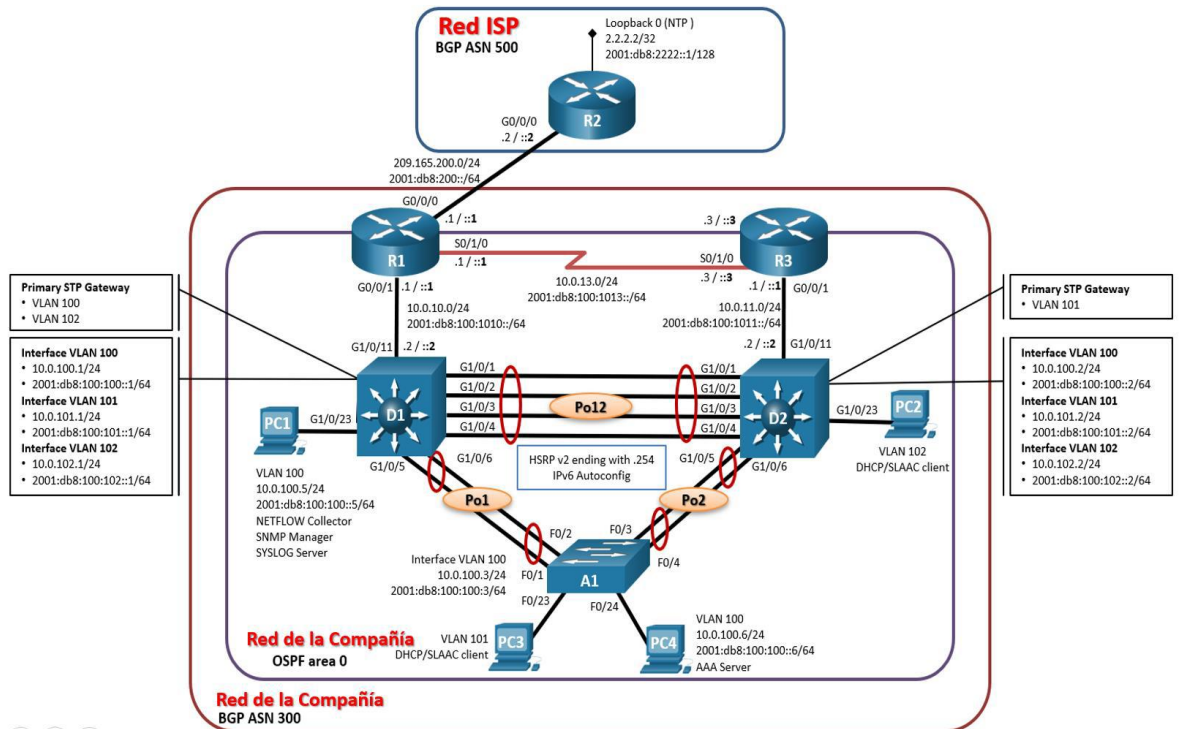 Red ISP
BGP ASN 500
Loopback 0 (NTP )
2.2.2.2/32
2001:db8:2222::1/128
R2
G0/0/0
.2 / ::2
209.165.200.0/24
2001:db8:200::/64
G0/0/0
.1 / ::1
.3 / ::3
R1
S0/1/0
.1 / ::1
S0/1/0
.3 / ::3
R3
10.0.13.0/24
2001:db8:100:1013::/64
G0/0/1
.1 / ::1
10.0.10.0/24
2001:db8:100:1010::/64
.1 / ::1
G0/0/1
10.0.11.0/24
2001:db8:100:1011::/64
Primary STP Gateway
• VLAN 100
• VLAN 102
Primary STP Gateway
• VLAN 101
G1/0/11
.2 / ::2
.2 / ::2
G1/0/11
Interface VLAN 100
• 10.0.100.1/24
• 2001:db8:100:100::1/64
Interface VLAN 101
• 10.0.101.1/24
• 2001:db8:100:101::1/64
Interface VLAN 102
• 10.0.102.1/24
• 2001:db8:100:102::1/64
Interface VLAN 100
• 10.0.100.2/24
• 2001:db8:100:100::2/64
Interface VLAN 101
• 10.0.101.2/24
• 2001:db8:100:101::2/64
Interface VLAN 102
• 10.0.102.2/24
• 2001:db8:100:102::2/64
G1/0/1
G1/0/2
G1/0/3
G1/0/4
Po12
G1/0/1
G1/0/2
G1/0/3
G1/0/4
D1
D2
PC1
G1/0/23
G1/0/23
PC2
VLAN 102
DHCP/SLAAC client
G1/0/5
G1/0/6
HSRP v2 ending with .254
IPv6 Autoconfig
G1/0/5
G1/0/6
VLAN 100
10.0.100.5/24
2001:db8:100:100::5/64
NETFLOW Collector
SNMP Manager
SYSLOG Server
Po1
Po2
F0/2
F0/3
F0/1
F0/4
Interface VLAN 100
10.0.100.3/24
2001:db8:100:100:3/64
A1
F0/23
F0/24
VLAN 101
DHCP/SLAAC client
PC3
PC4
VLAN 100
10.0.100.6/24
2001:db8:100:100::6/64
AAA Server
Red de la Compañía
OSPF area 0
Red de la Compañía
BGP ASN 300